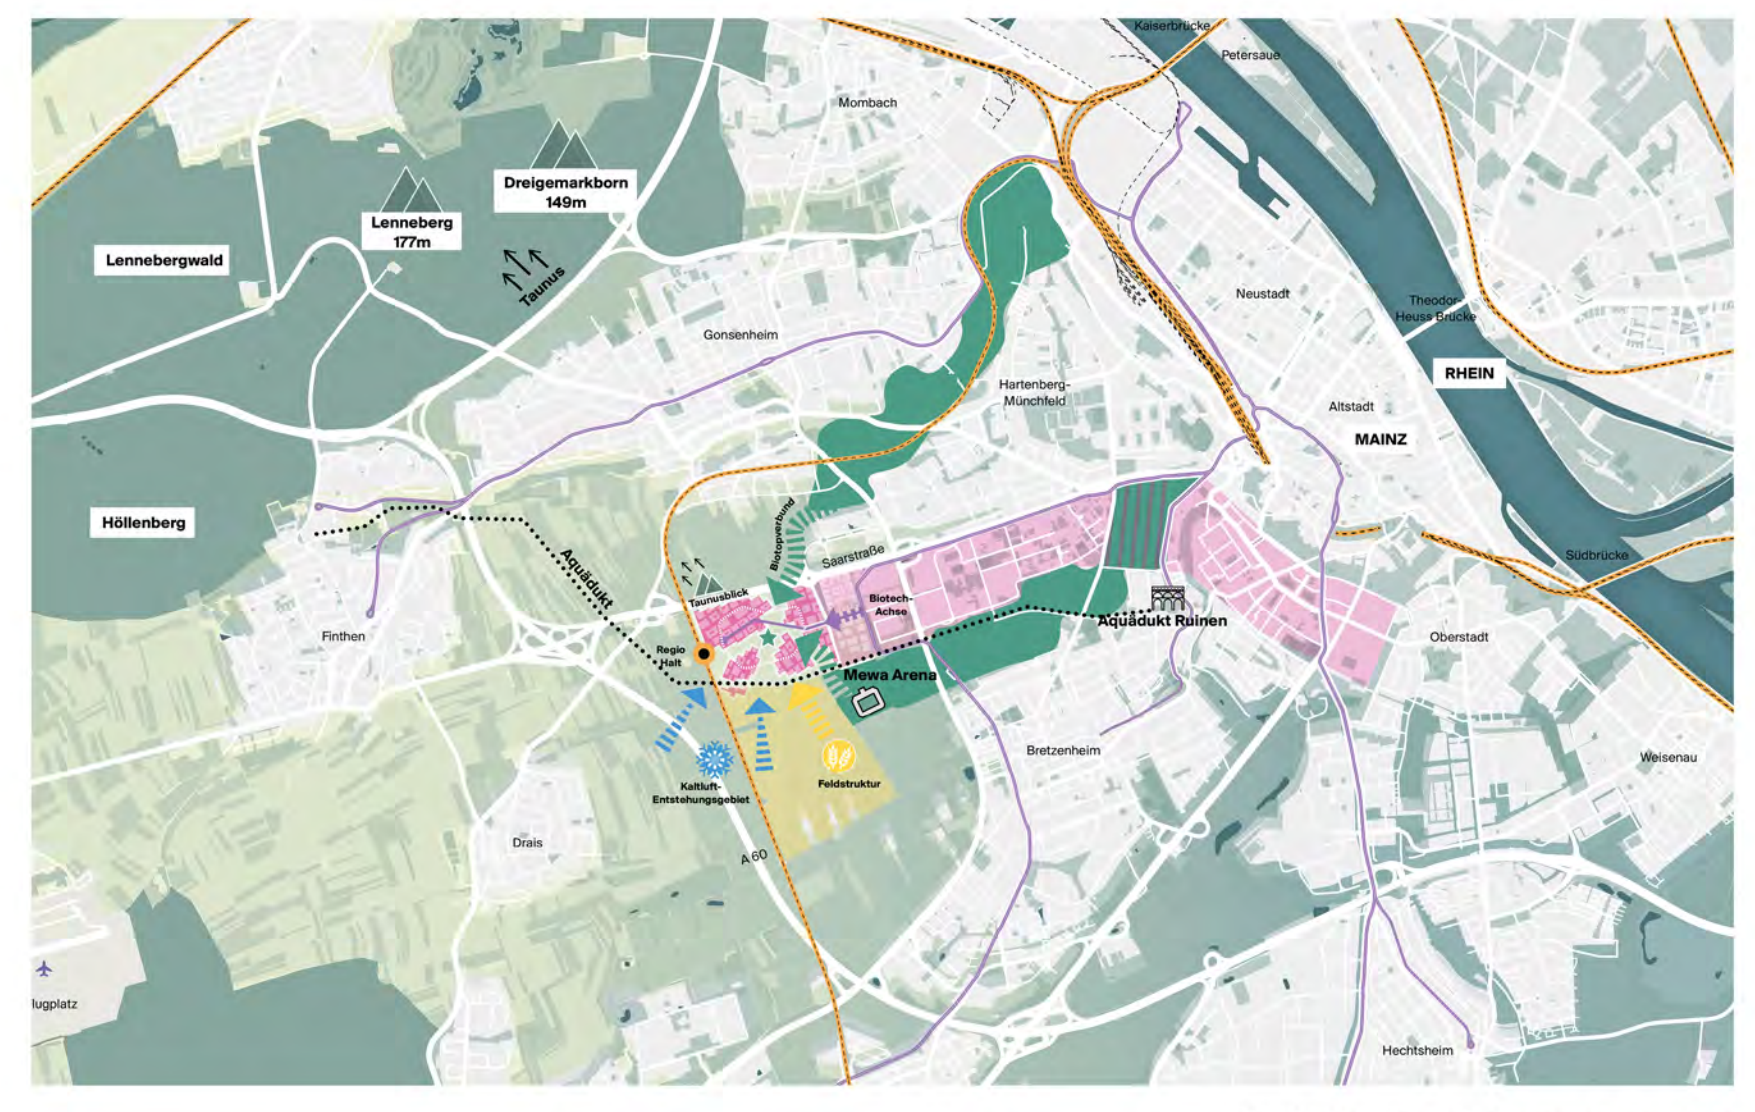 Kaiserbrücke
Petersaue
Mombach
Dreigemarkborn
149m
Lenneberg
177m
Lennebergwald
Taunus
Neustadt
Theodor-
Heuss Brücke
Gonsenheim
RHEIN
Hartenberg-
Münchfeld
Altstadt
MAINZ
Höllenberg
Biotopverbund
Saarstraße
Südbrücke
Aquädukt
Taunusblick
Biotech-
Achse
Aquädukt Ruinen
Finthen
Oberstadt
Regio
Halt
Mewa Arena
Bretzenheim
Weisenau
Kaltluft-
Entstehungsgebiet
Feldstruktur
Drais
A 60
lugplatz
Hechtsheim